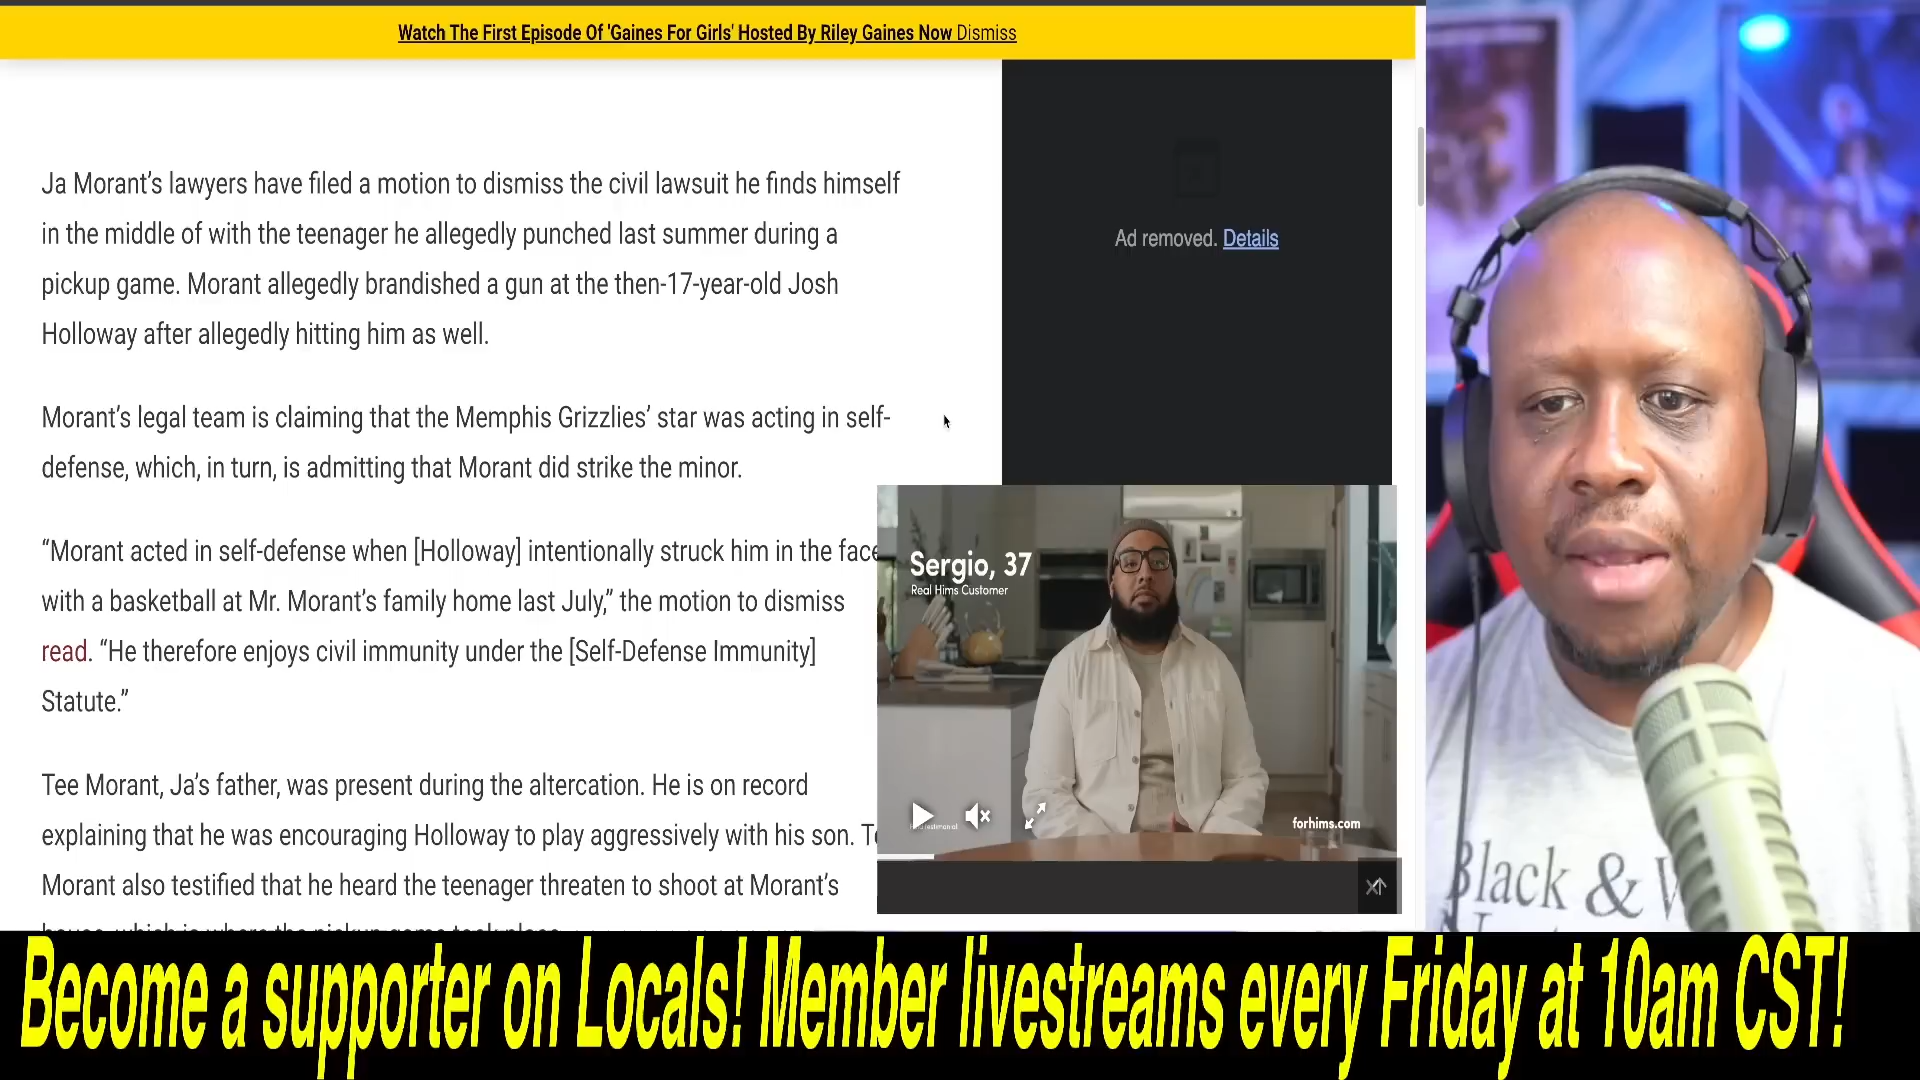 Watch The First Episode Of 'Gaines For Girls' Hosted By Riley Gaines Now Dismiss
Ja Morant’s lawyers have filed a motion to dismiss the civil lawsuit he finds himself
in the middle of with the teenager he allegedly punched last summer during a
pickup game. Morant allegedly brandished a gun at the then-17-year-old Josh
Holloway after allegedly hitting him as well.
Morant’s legal team is claiming that the Memphis Grizzlies’ star was acting in self-
defense, which, in turn, is admitting that Morant did strike the minor.
“Morant acted in self-defense when [Holloway] intentionally struck him in the face
with a basketball at Mr. Morant’s family home last July,” the motion to dismiss
read. “He therefore enjoys civil immunity under the [Self-Defense Immunity]
Statute.”
Tee Morant, Ja’s father, was present during the altercation. He is on record
explaining that he was encouraging Holloway to play aggressively with his son.
Morant also testified that he heard the teenager threaten to shoot at Morant’s
house, which is where the pickup game took place.
Ad removed. Details
Sergio, 37
Real Hims Customer
forhims.com
Black &
Become a supporter on Locals! Member livestreams every Friday at 10am CST!